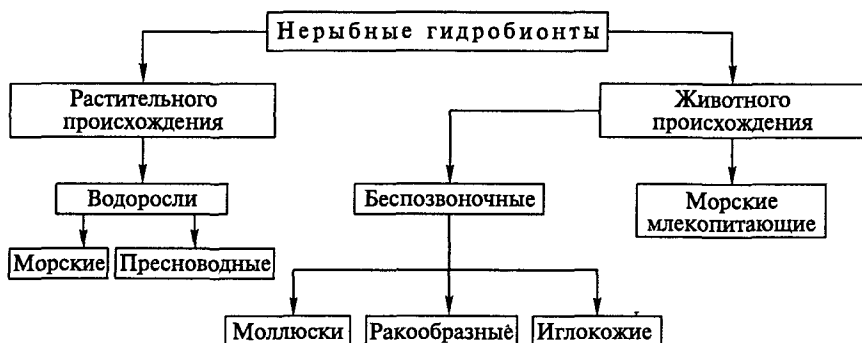 Нерыбные гидробионты
Растительного
происхождения
Животного
происхождения
Водоросли
Беспозвоночные
Морские
млекопитающие
Морские
Пресноводные
Моллюски
Ракообразные
Иглокожие